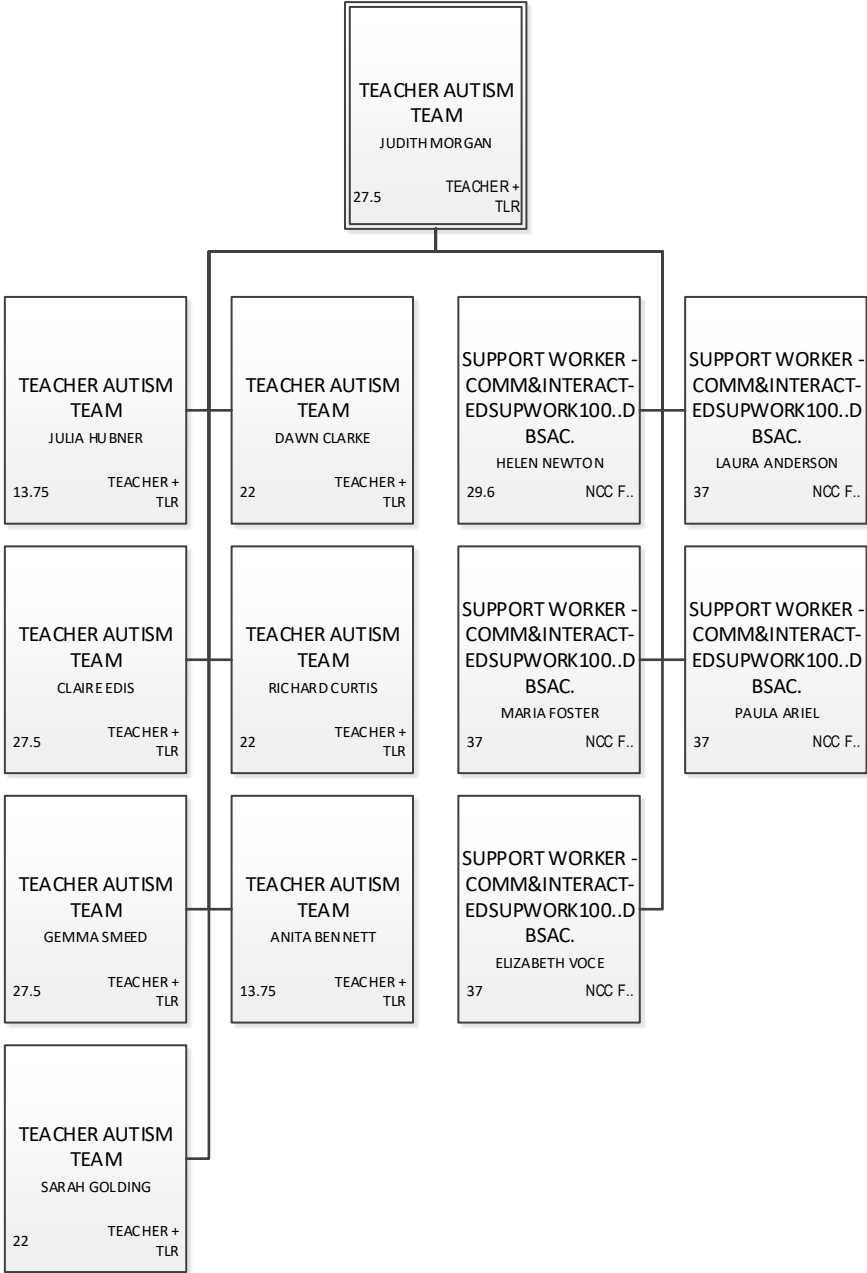 TEACHER AUTISM
TEAM
JUDITH MORGAN
27.5
TEACHER +
TLR
TEACHER AUTISM
TEAM
JULIA HUBNER
13.75
TEACHER +
TLR
TEACHER AUTISM
TEAM
DAWN CLARKE
22
TEACHER +
TLR
SUPPORT WORKER -
COMM&INTERACT-
EDSUPWORK100..D
BSAC.
HELEN NEWTON
29.6
NCC F..
SUPPORT WORKER -
COMM&INTERACT-
EDSUPWORK100..D
BSAC.
LAURA ANDERSON
37
NCC F..
TEACHER AUTISM
TEAM
CLAIRE EDIS
27.5
TEACHER +
TLR
TEACHER AUTISM
TEAM
RICHARD CURTIS
22
TEACHER +
TLR
SUPPORT WORKER -
COMM&INTERACT-
EDSUPWORK100..D
BSAC.
MARIA FOSTER
37
NCC F..
SUPPORT WORKER -
COMM&INTERACT-
EDSUPWORK100..D
BSAC.
PAULA ARIEL
37
NCC F..
TEACHER AUTISM
TEAM
GEMMA SMEED
27.5
TEACHER +
TLR
TEACHER AUTISM
TEAM
ANITA BENNETT
13.75
TEACHER +
TLR
SUPPORT WORKER -
COMM&INTERACT-
EDSUPWORK100..D
BSAC.
ELIZABETH VOCE
37
NCC F..
TEACHER AUTISM
TEAM
SARAH GOLDING
22
TEACHER +
TLR